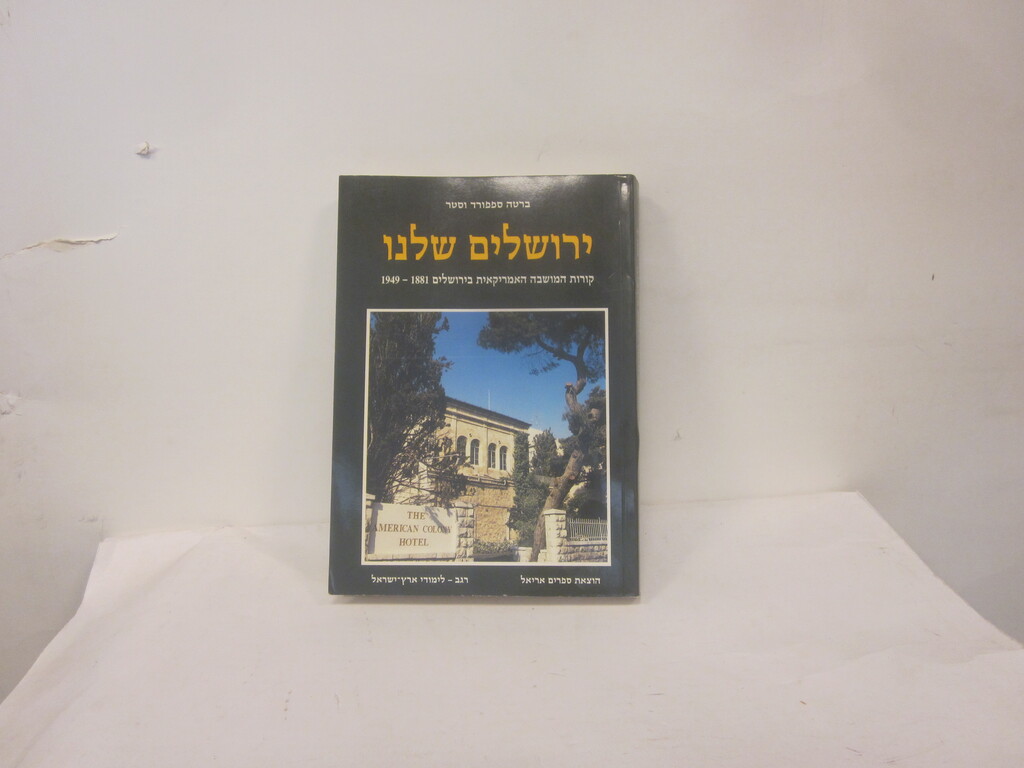 ברטה ספפורד וסטר
ירושלים שלנו
קורות המושבה האמריקאית בירושלים 1881 – 1949
THE
AMERICAN COLONY
HOTEL
הוצאת ספרים אריאל
רגב – לימודי ארץ־ישראל